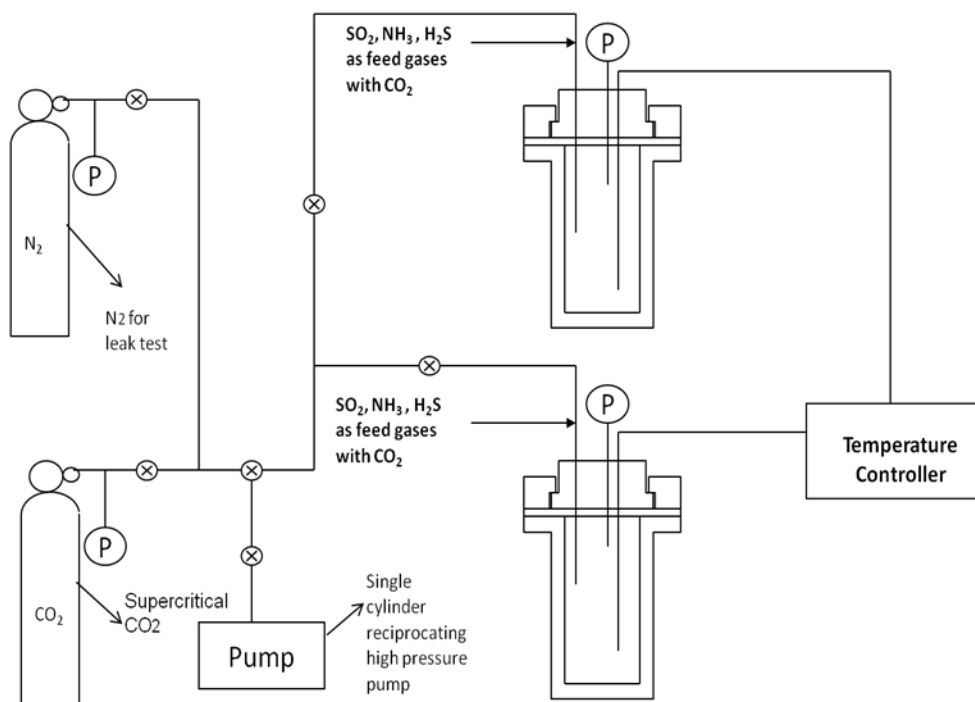 SO₂, NH₃, H₂S
as feed gases
with CO₂
P
P
N₂
N2 for
leak test
SO₂, NH₃, H₂S
as feed gases
with CO₂
P
Temperature
Controller
P
CO₂
Supercritical
CO2
Pump
Single
cylinder
reciprocating
high pressure
pump